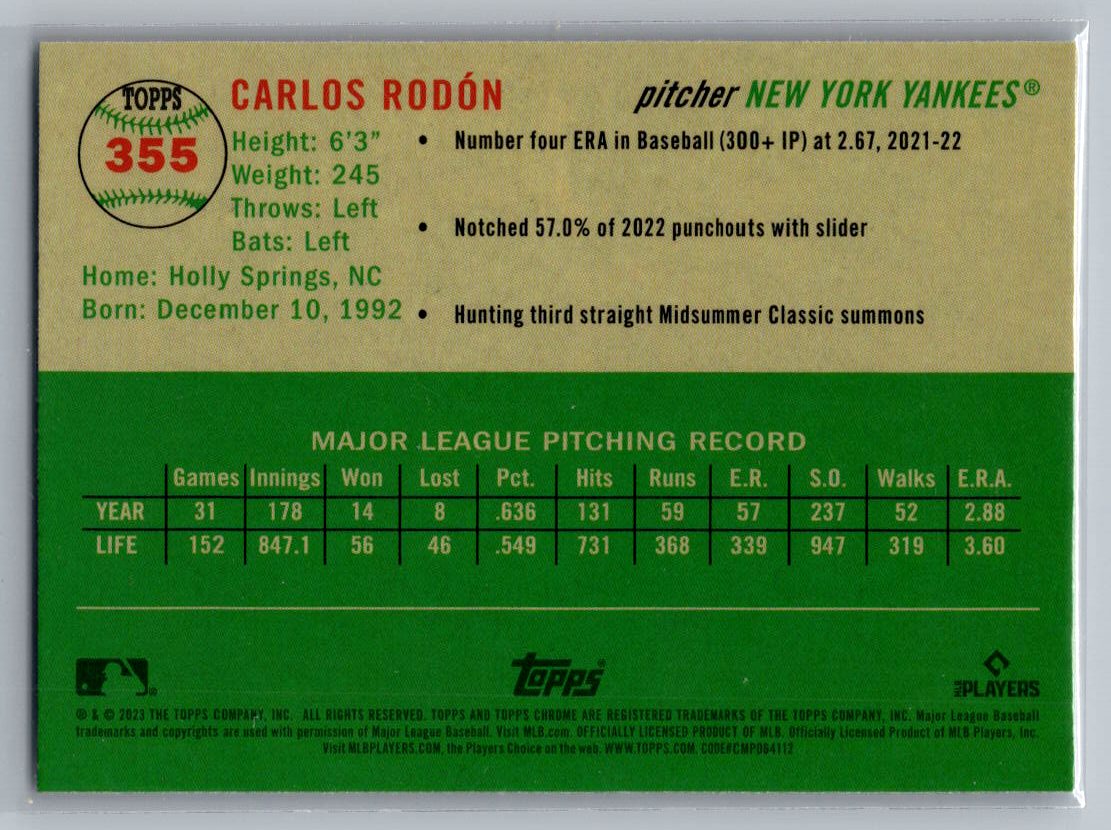 TOPPS
355
CARLOS RODÓN
pitcher NEW YORK YANKEES®
Height: 6'3"
Weight: 245
Throws: Left
Bats: Left
Home: Holly Springs, NC
Born: December 10, 1992
• Number four ERA in Baseball (300+ IP) at 2.67, 2021-22
• Notched 57.0% of 2022 punchouts with slider
• Hunting third straight Midsummer Classic summons
MAJOR LEAGUE PITCHING RECORD
Games Innings Won Lost Pct. Hits Runs E.R. S.O. Walks E.R.A.
YEAR 31 178 14 8 .636 131 59 57 237 52 2.88
LIFE 152 847.1 56 46 .549 731 368 339 947 319 3.60
Topps®
MLB PLAYERS
® & © 2023 THE TOPPS COMPANY, INC. ALL RIGHTS RESERVED. TOPPS AND TOPPS CHROME ARE REGISTERED TRADEMARKS OF THE TOPPS COMPANY, INC. Major League Baseball
trademarks and copyrights are used with permission of Major League Baseball. Visit MLB.com. OFFICIALLY LICENSED PRODUCT OF MLB. Officially Licensed Product of MLB Players, Inc.
Visit MLBPLAYERS.COM, the Players Choice on the web. WWW.TOPPS.COM. CODE#CMP064112